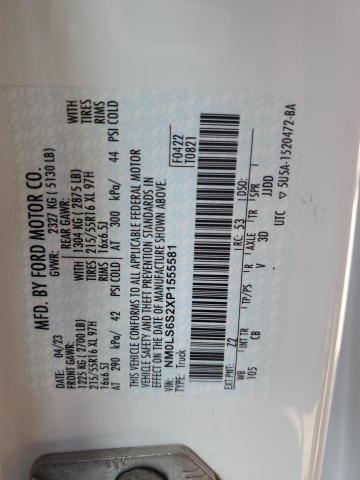 MFD. BY FORD MOTOR CO.
DATE: 04/23
GVWR: 2327 KG (5130 LB)
FRONT GAWR: 1225 KG (2700 LB)
REAR GAWR: 1304 KG (2875 LB)
WITH
215/55R16 XL 97H TIRES
16x6.5J RIMS
AT 290 kPa/ 42 PSI COLD
WITH
215/55R16 XL 97H TIRES
16x6.5J RIMS
AT 300 kPa/ 44 PSI COLD
THIS VEHICLE CONFORMS TO ALL APPLICABLE FEDERAL MOTOR
VEHICLE SAFETY AND THEFT PREVENTION STANDARDS IN
EFFECT ON THE DATE OF MANUFACTURE SHOWN ABOVE.
VIN: NM0LS6S2XP1555581
TYPE: Truck
F0422
T0821
EXT PNT: Z2 RC: 53 DSO:
WB INT TR TP/PS R AXLE TR SPR
105 CB V 3D JJDD
UTC ▽ 5U5A-1520472-BA